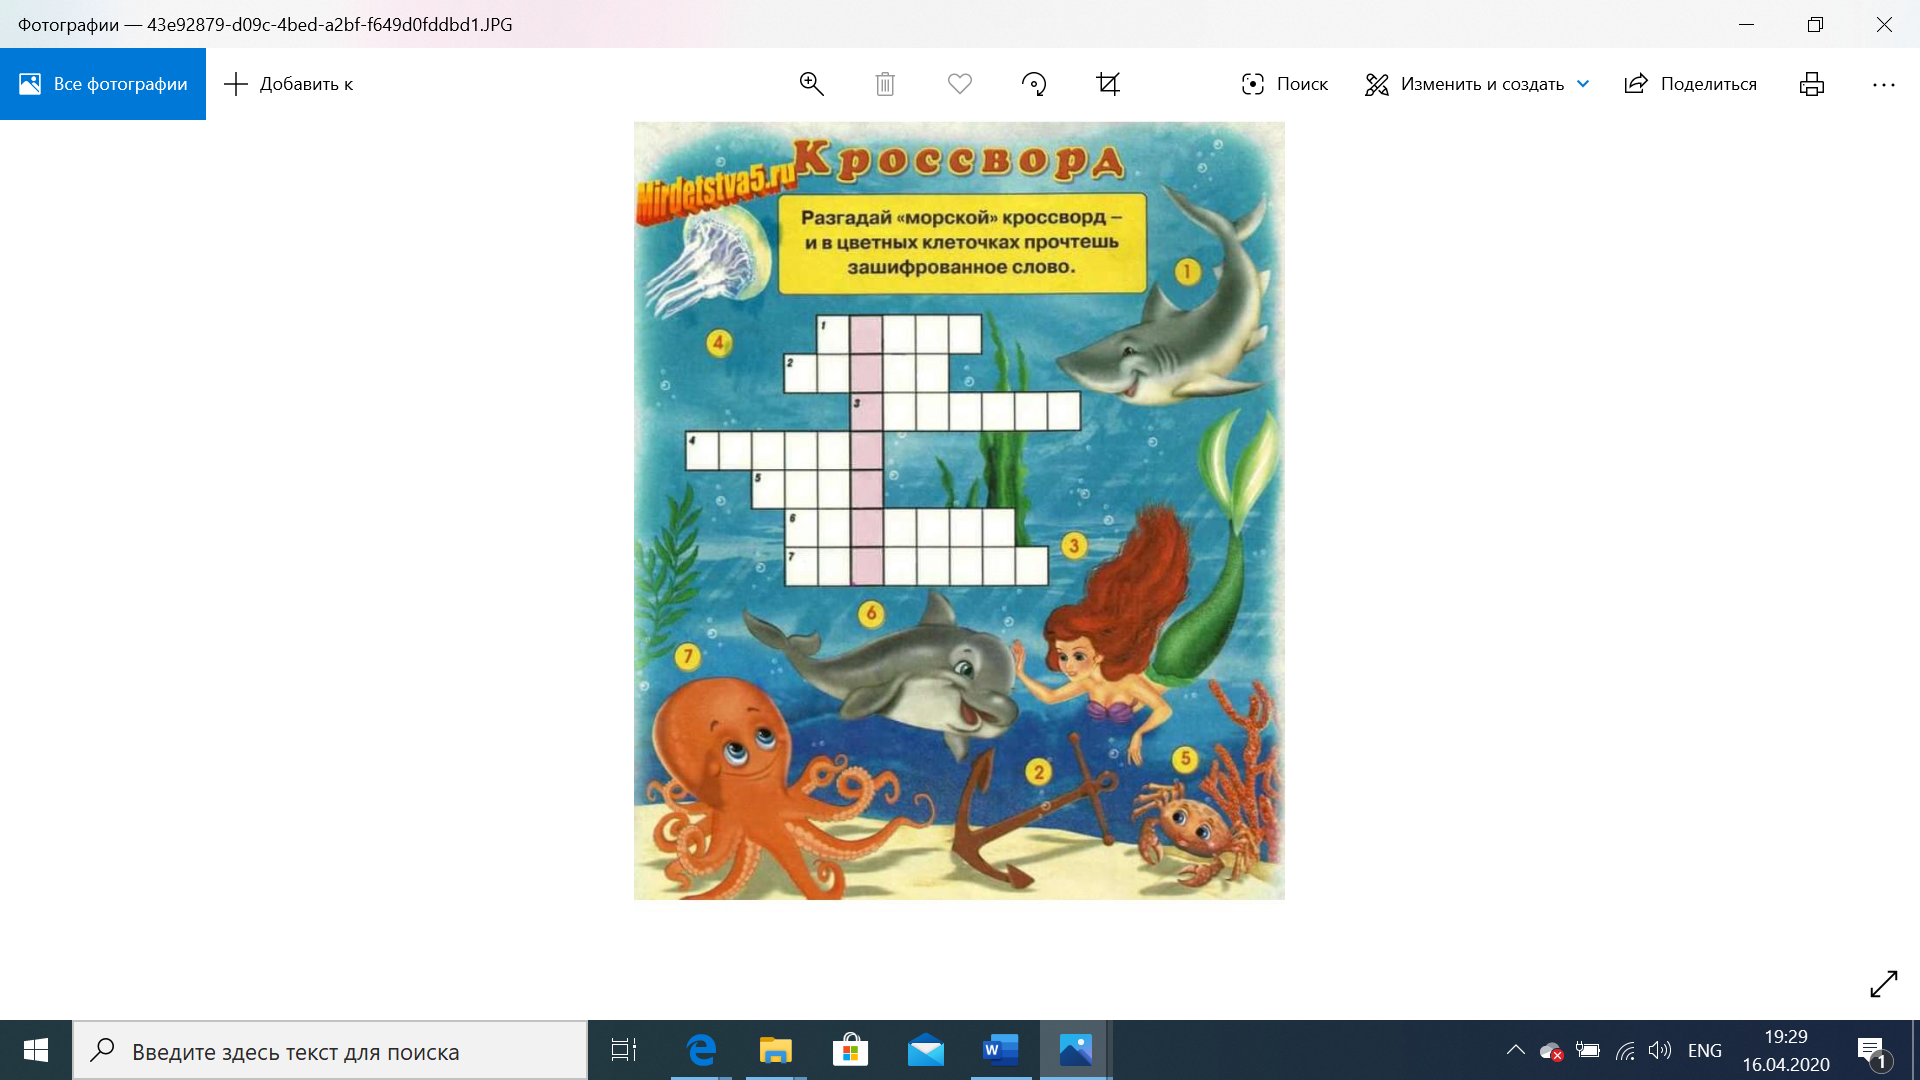 Фотографии — 43e92879-d09c-4bed-a2bf-f649d0fddbd1.JPG
Все фотографии
Добавить к
Поиск
Изменить и создать
Поделиться
Кроссворд
Mirdetstva5.ru
Разгадай «морской» кроссворд –
и в цветных клеточках прочтешь
зашифрованное слово.
1
4
1
2
3
4
5
6
7
3
6
7
2
5
Введите здесь текст для поиска
W
ENG
19:29
16.04.2020
1